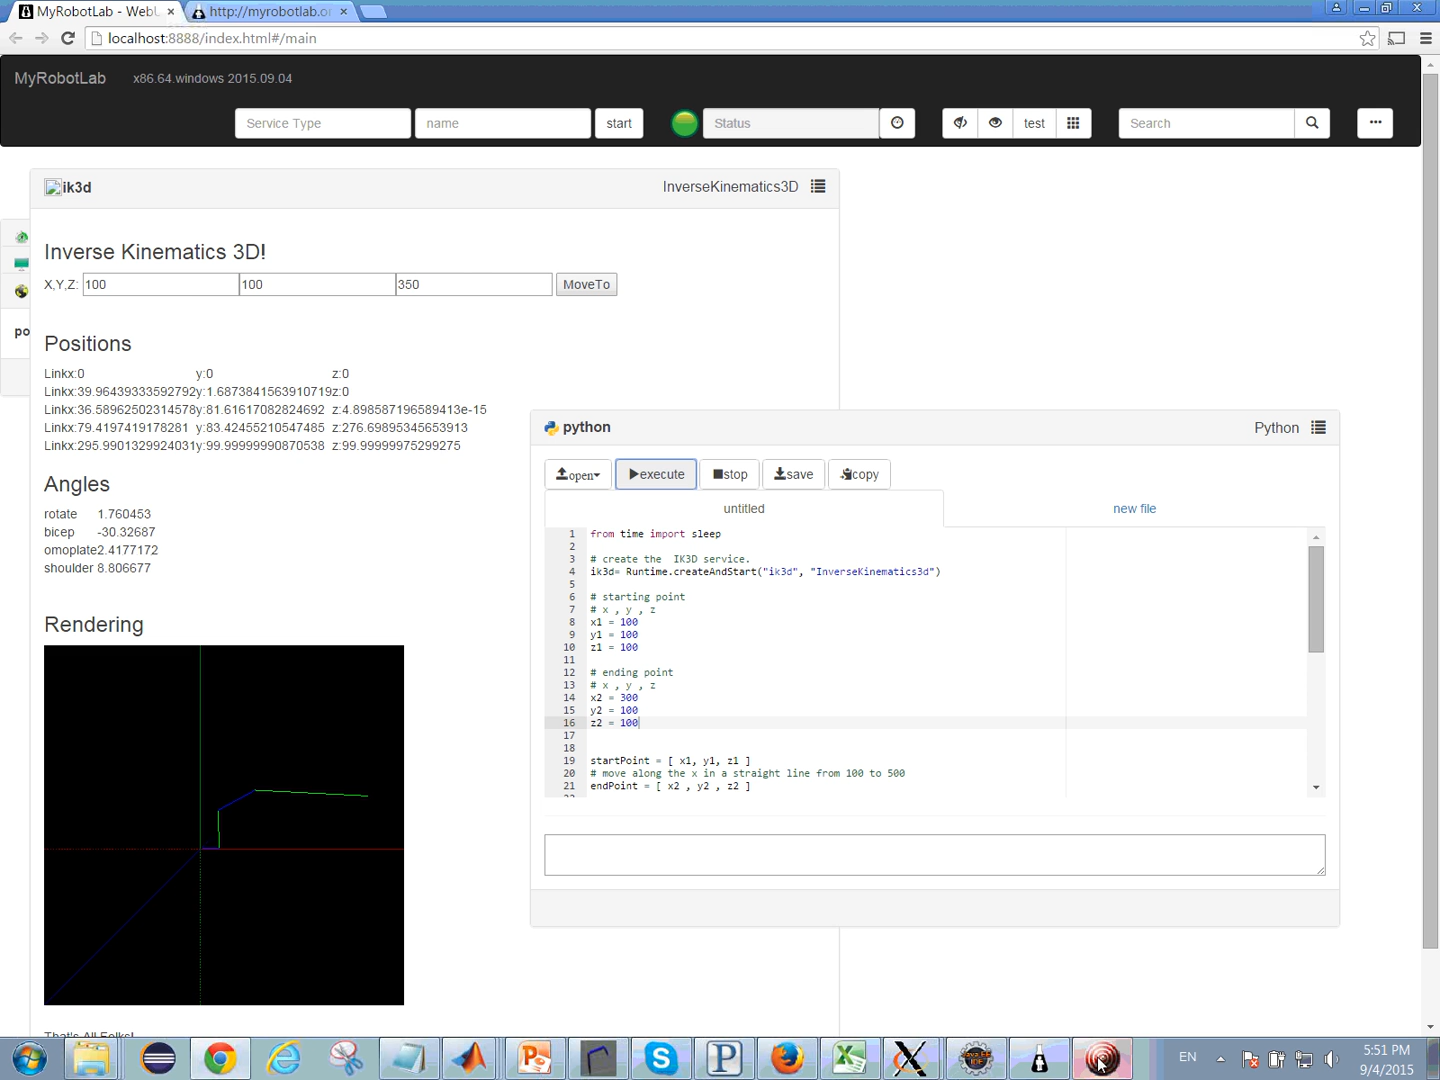 MyRobotLab - WebU
http://myrobotlab.or
localhost:8888/index.html#/main
MyRobotLab x86.64.windows 2015.09.04
Service Type name start Status test Search
ik3d InverseKinematics3D
Inverse Kinematics 3D!
X,Y,Z: 100 100 350 MoveTo
Positions
Linkx:0 y:0 z:0
Linkx:39.96439333592792y:1.6873841563910719z:0
Linkx:36.58962502314578y:81.61617082824692 z:4.898587196589413e-15
Linkx:79.4197419178281 y:83.42455210547485 z:276.69895345653913
Linkx:295.9901329924031y:99.99999990870538 z:99.99999975299275
Angles
rotate 1.760453
bicep -30.32687
omoplate2.4177172
shoulder 8.806677
Rendering
po
python Python
open execute stop save copy
untitled new file
1 from time import sleep
2
3 # create the  IK3D service.
4 ik3d= Runtime.createAndStart("ik3d", "InverseKinematics3d")
5
6 # starting point
7 # x , y , z
8 x1 = 100
9 y1 = 100
10 z1 = 100
11
12 # ending point
13 # x , y , z
14 x2 = 300
15 y2 = 100
16 z2 = 100
17
18
19 startPoint = [ x1, y1, z1 ]
20 # move along the x in a straight line from 100 to 500
21 endPoint = [ x2 , y2 , z2 ]
That's All Folks!
EN
5:51 PM
9/4/2015